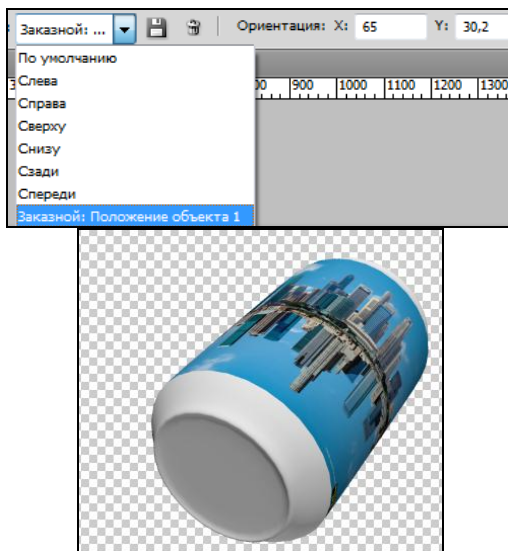 Заказной: ... Ориентация: X: 65 Y: 30,2
По умолчанию
Слева
900 1000 1100 1200 1300
Справа
Сверху
Снизу
Сзади
Спереди
Заказной: Положение объекта 1